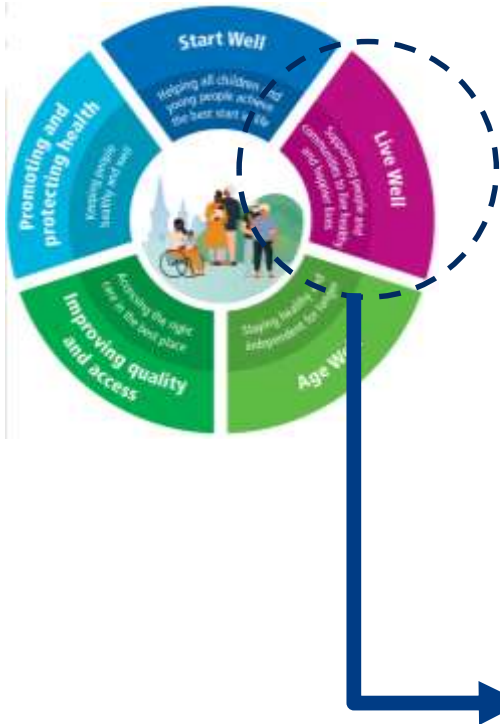 Start Well
Helping all children and
young people achieve
the best start in life
Live Well
Supporting people and
communities to live healthy
and happier lives
Age We
Staying healthy and
independent for longer
Improving quality
and access
Accessing the right
care in the best place
Promoting and
protecting health
Keeping people
healthy and well